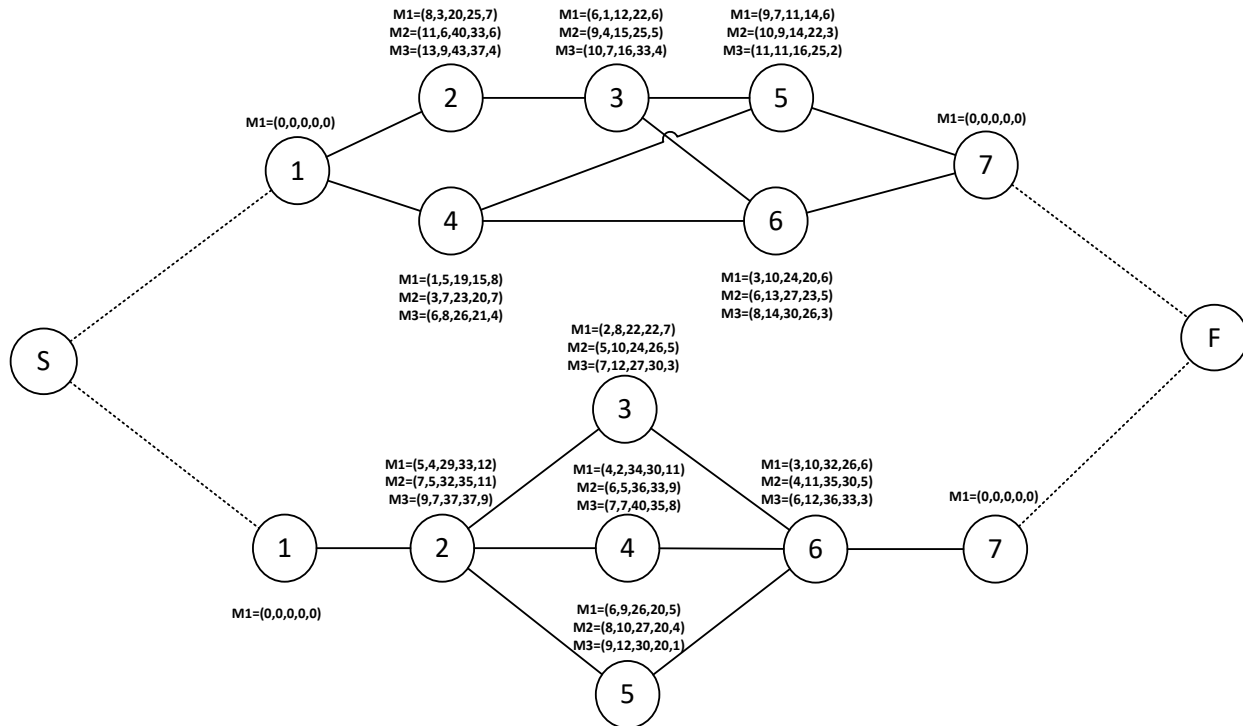 M1=(8,3,20,25,7)
M2=(11,6,40,33,6)
M3=(13,9,43,37,4)
M1=(6,1,12,22,6)
M2=(9,4,15,25,5)
M3=(10,7,16,33,4)
M1=(9,7,11,14,6)
M2=(10,9,14,22,3)
M3=(11,11,16,25,2)
2
3
5
M1=(0,0,0,0,0)
1
M1=(0,0,0,0,0)
7
4
6
M1=(1,5,19,15,8)
M2=(3,7,23,20,7)
M3=(6,8,26,21,4)
M1=(3,10,24,20,6)
M2=(6,13,27,23,5)
M3=(8,14,30,26,3)
S
F
M1=(2,8,22,22,7)
M2=(5,10,24,26,5)
M3=(7,12,27,30,3)
3
M1=(5,4,29,33,12)
M2=(7,5,32,35,11)
M3=(9,7,37,37,9)
M1=(4,2,34,30,11)
M2=(6,5,36,33,9)
M3=(7,7,40,35,8)
M1=(3,10,32,26,6)
M2=(4,11,35,30,5)
M3=(6,12,36,33,3)
M1=(0,0,0,0,0)
1
2
4
6
7
M1=(0,0,0,0,0)
M1=(6,9,26,20,5)
M2=(8,10,27,20,4)
M3=(9,12,30,20,1)
5